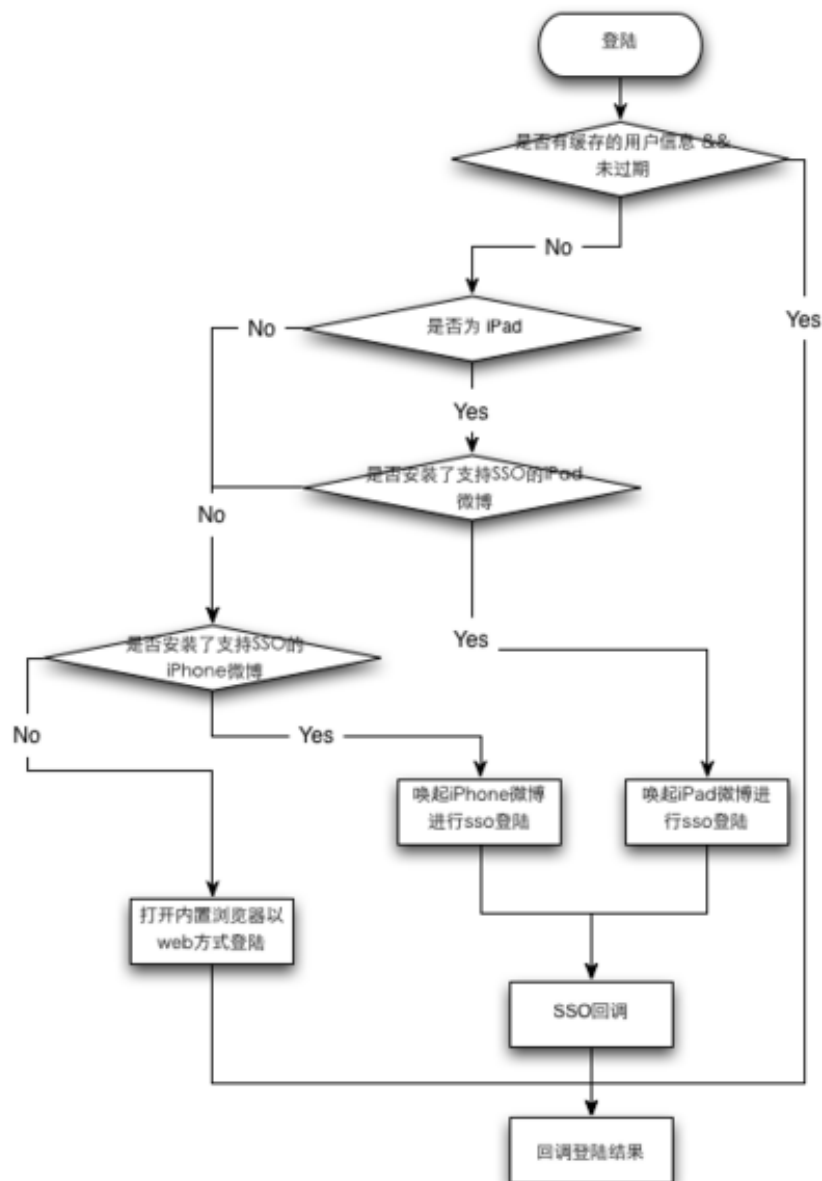 登陆
是否有缓存的用户信息 &&
未过期
No
Yes
是否为 iPad
No
Yes
是否安装了支持SSO的iPad
微博
No
Yes
是否安装了支持SSO的
iPhone微博
No
Yes
唤起iPhone微博
进行sso登陆
唤起iPad微博进
行sso登陆
打开内置浏览器以
web方式登陆
SSO回调
回调登陆结果